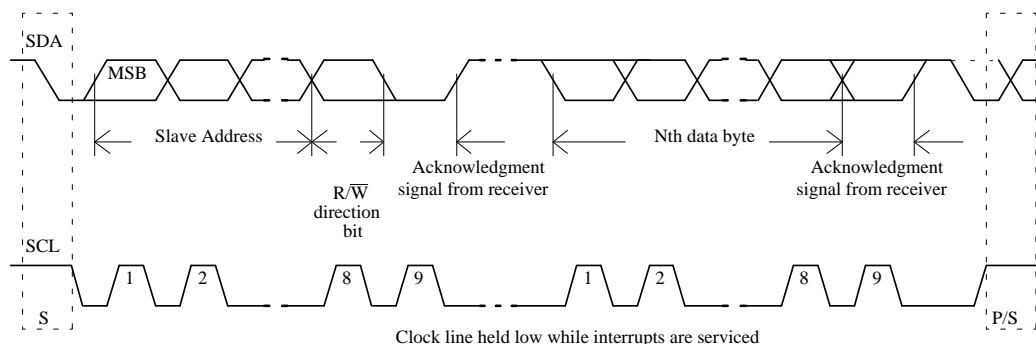 SDA
MSB
Slave Address
Nth data byte
Acknowledgment
signal from receiver
Acknowledgment
signal from receiver
R/W̅
direction
bit
SCL
1 2 8 9 1 2 8 9
S P/S
Clock line held low while interrupts are serviced